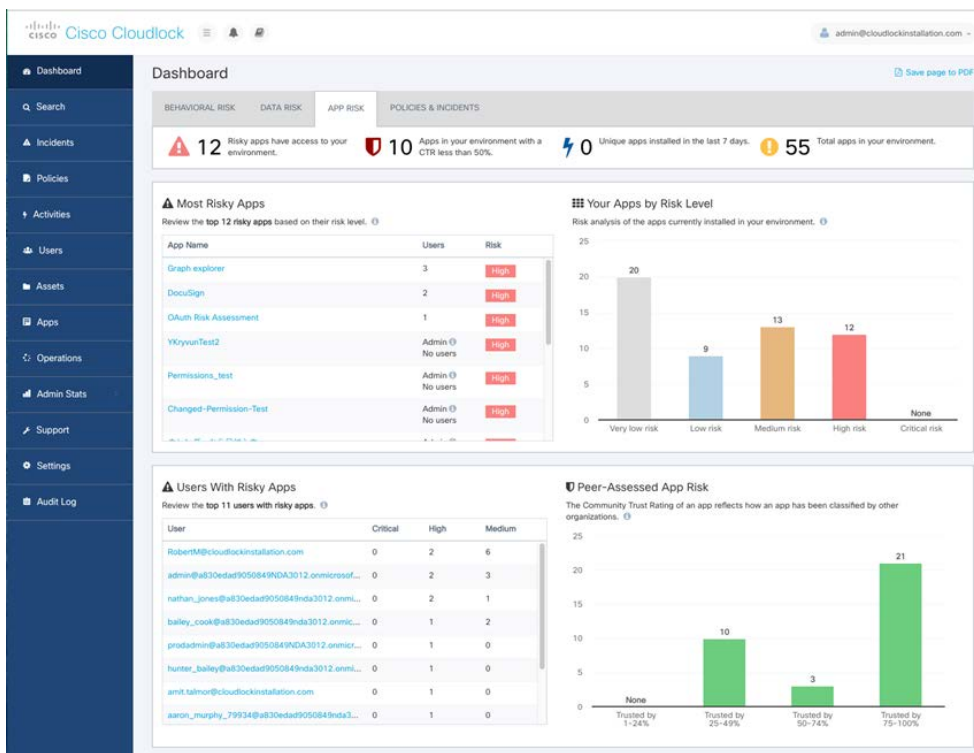 cisco Cisco Cloudlock
admin@cloudlockinstallation.com
Dashboard
Search
Incidents
Policies
Activities
Users
Assets
Apps
Operations
Admin Stats
Support
Settings
Audit Log
Dashboard
Save page to PDF
BEHAVIORAL RISK DATA RISK APP RISK POLICIES & INCIDENTS
12 Risky apps have access to your
environment.
10 Apps in your environment with a
CTR less than 50%.
0 Unique apps installed in the last 7 days.
55 Total apps in your environment.
Most Risky Apps
Review the top 12 risky apps based on their risk level.
App Name Users Risk
Graph explorer 3 High
DocuSign 2 High
OAuth Risk Assessment 1 High
YKryvunTest2 Admin High
No users
Permissions_test Admin High
No users
Changed-Permission-Test Admin High
No users
Your Apps by Risk Level
Risk analysis of the apps currently installed in your environment.
25
20
15
10
5
0
20
9
13
12
None
Very low risk Low risk Medium risk High risk Critical risk
Users With Risky Apps
Review the top 11 users with risky apps.
User Critical High Medium
RobertM@cloudlockinstallation.com 0 2 6
admin@a830edad9050849NDA3012.onmicrosof... 0 2 3
nathan_jones@a830edad9050849nda3012.onmi... 0 2 1
bailey_cook@a830edad9050849nda3012.onmic... 0 1 2
prodadmin@a830edad9050849NDA3012.onmicr... 0 1 0
hunter_bailey@a830edad9050849nda3012.onmi... 0 1 0
amit.talmor@cloudlockinstallation.com 0 1 0
aaron_murphy_79934@a830edad9050849nda3... 0 1 0
Peer-Assessed App Risk
The Community Trust Rating of an app reflects how an app has been classified by other
organizations.
25
20
15
10
5
0
None
10
3
21
Trusted by
1-24%
Trusted by
25-49%
Trusted by
50-74%
Trusted by
75-100%